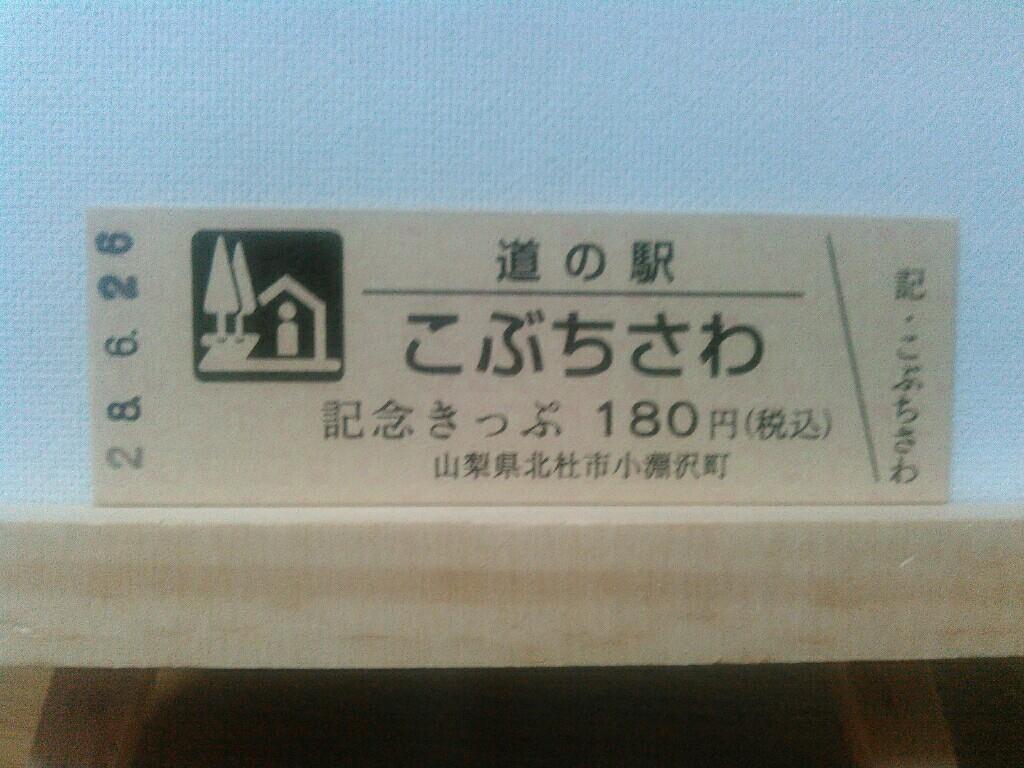 28.6.26
道の駅
こぶちさわ
記念きっぷ 180円(税込)
山梨県北杜市小淵沢町
記・こぶちさわ